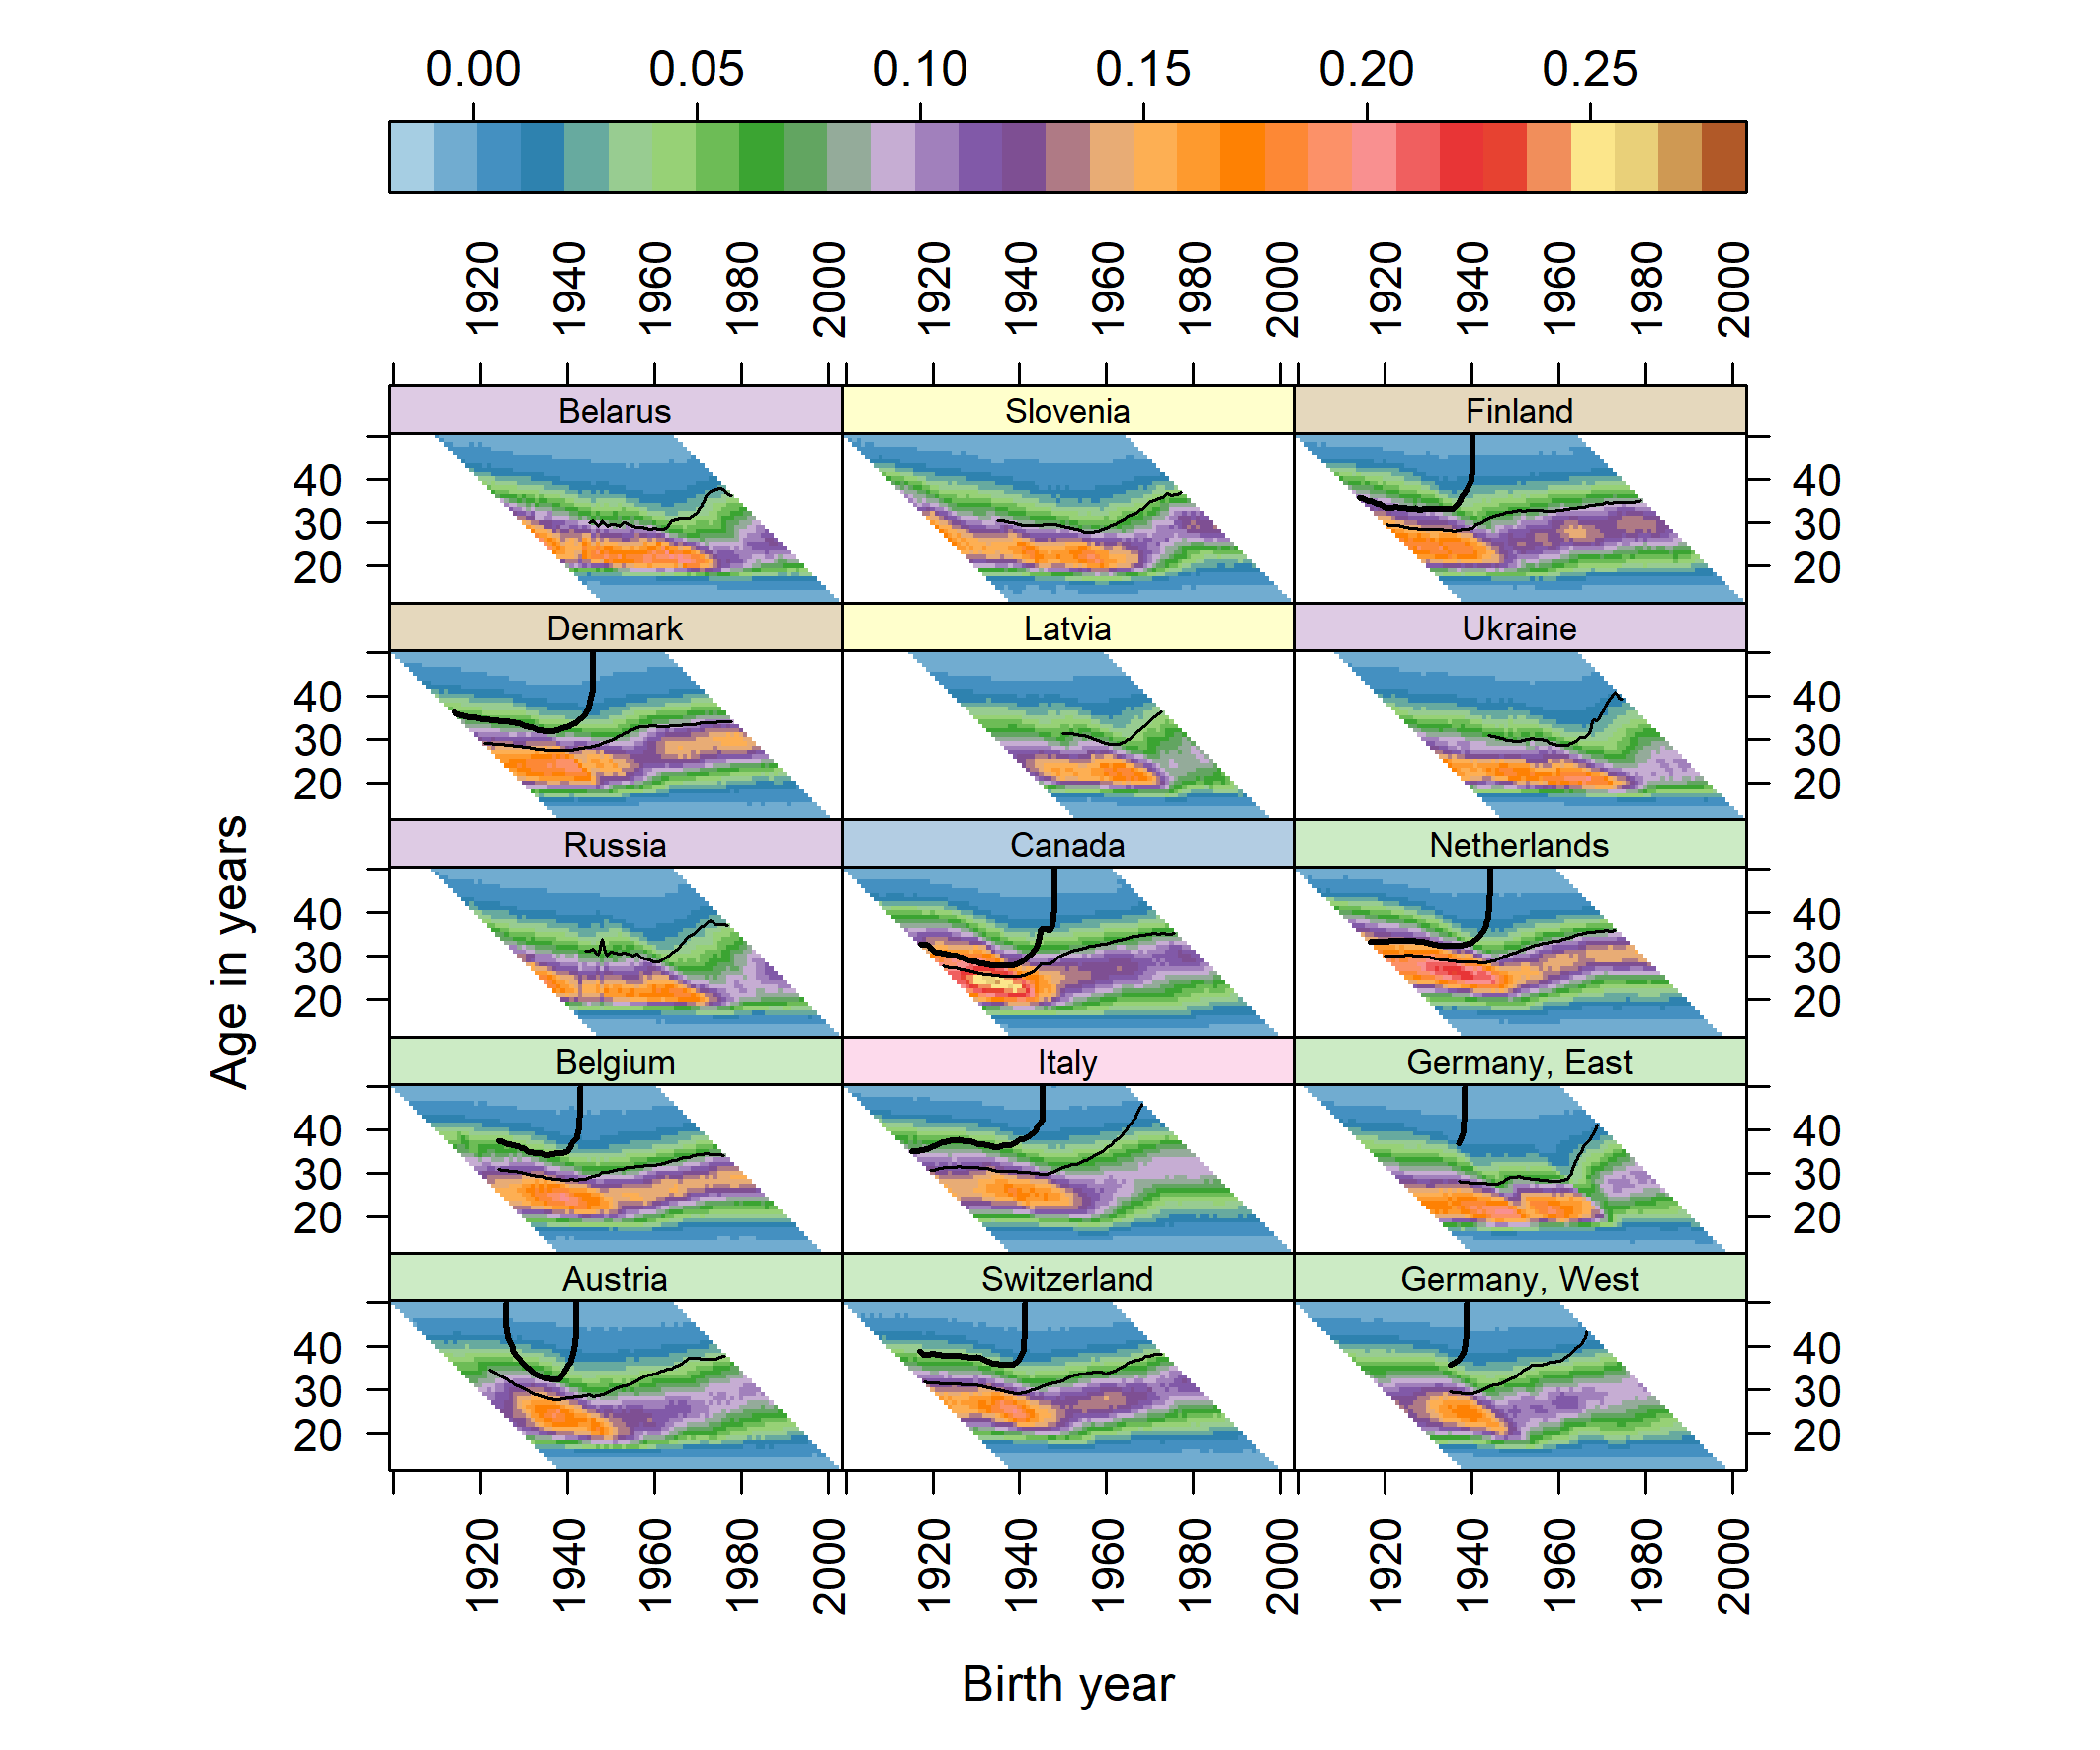 0.00 0.05 0.10 0.15 0.20 0.25
1920 1940 1960 1980 2000 1920 1940 1960 1980 2000 1920 1940 1960 1980 2000
Belarus Slovenia Finland
40 40
30 30
20 20
Denmark Latvia Ukraine
40 40
30 30
20 20
Russia Canada Netherlands
40 40
30 30
20 20
Belgium Italy Germany, East
40 40
30 30
20 20
Austria Switzerland Germany, West
40 40
30 30
20 20
1920 1940 1960 1980 2000 1920 1940 1960 1980 2000 1920 1940 1960 1980 2000
Age in years
Birth year